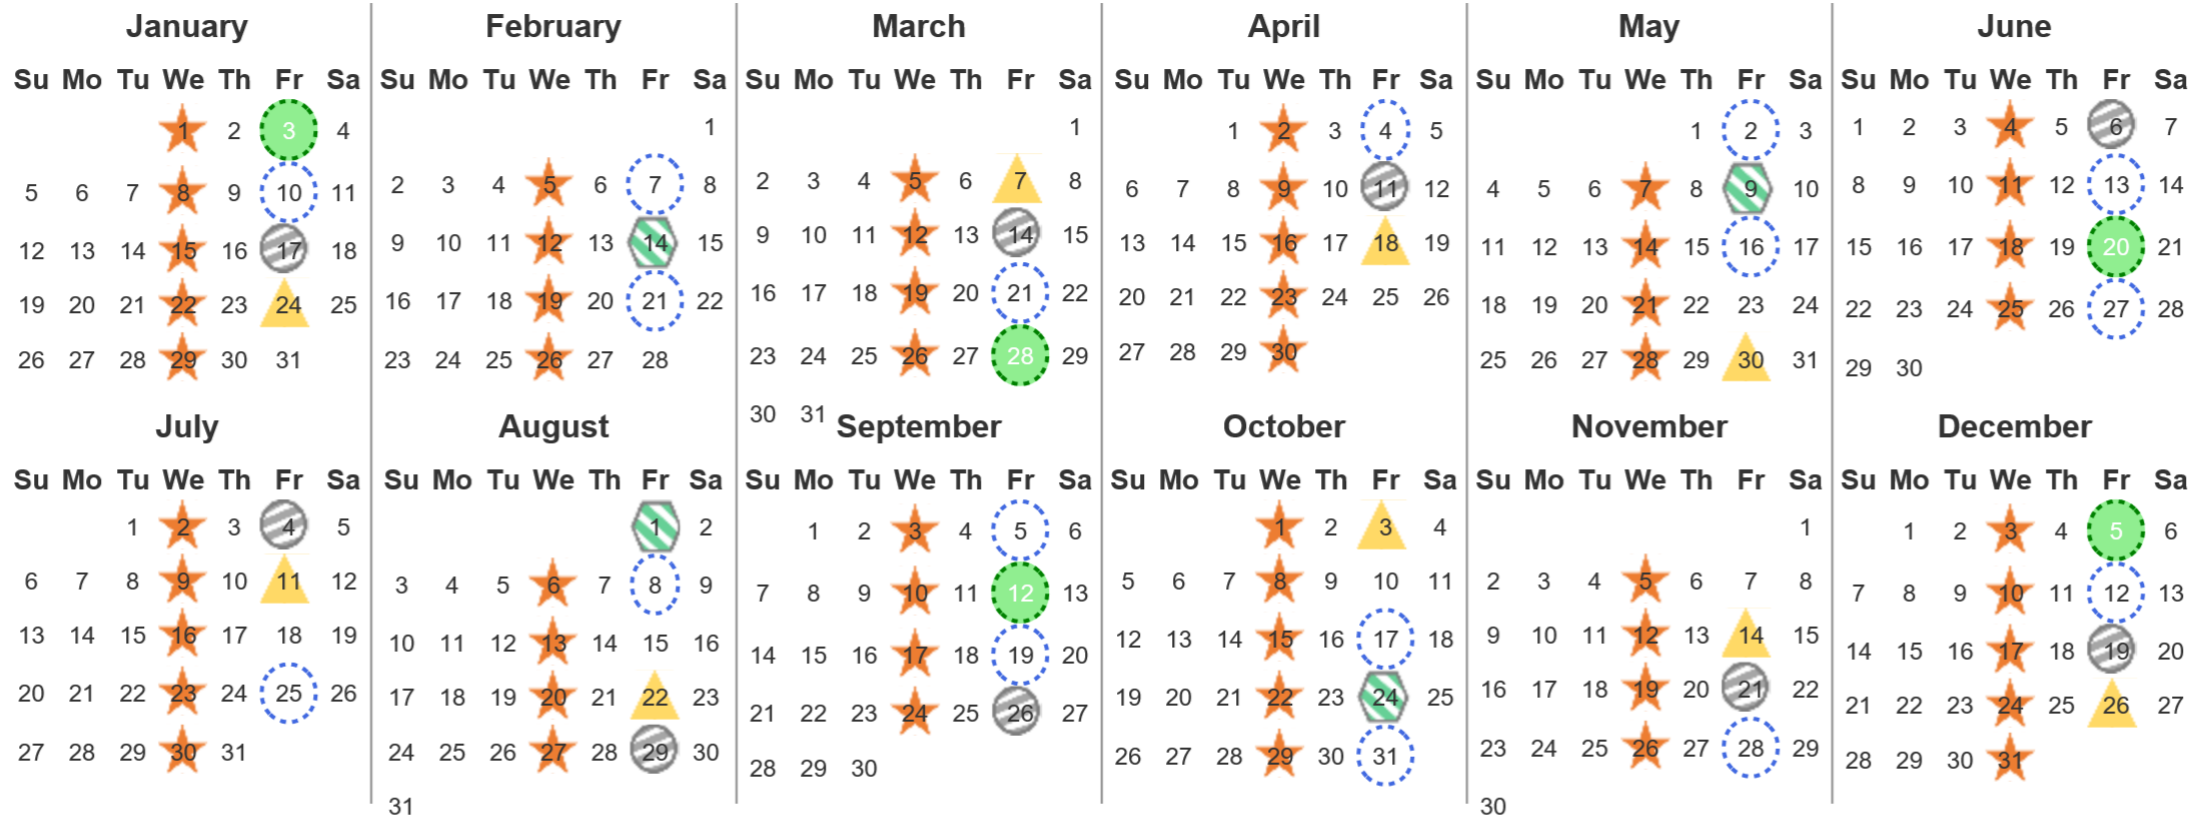 January February March April May June
Su Mo Tu We Th Fr Sa Su Mo Tu We Th Fr Sa Su Mo Tu We Th Fr Sa Su Mo Tu We Th Fr Sa Su Mo Tu We Th Fr Sa Su Mo Tu We Th Fr Sa
1 2 3 4 1 1 1 2 3 4 5 1 2 3 1 2 3 4 5 6 7
5 6 7 8 9 10 11 2 3 4 5 6 7 8 2 3 4 5 6 7 8 6 7 8 9 10 11 12 4 5 6 7 8 9 10 8 9 10 11 12 13 14
12 13 14 15 16 17 18 9 10 11 12 13 14 15 9 10 11 12 13 14 15 13 14 15 16 17 18 19 11 12 13 14 15 16 17 15 16 17 18 19 20 21
19 20 21 22 23 24 25 16 17 18 19 20 21 22 16 17 18 19 20 21 22 20 21 22 23 24 25 26 18 19 20 21 22 23 24 22 23 24 25 26 27 28
26 27 28 29 30 31 23 24 25 26 27 28 23 24 25 26 27 28 29 27 28 29 30 25 26 27 28 29 30 31 29 30
30 31
July August September October November December
Su Mo Tu We Th Fr Sa Su Mo Tu We Th Fr Sa Su Mo Tu We Th Fr Sa Su Mo Tu We Th Fr Sa Su Mo Tu We Th Fr Sa Su Mo Tu We Th Fr Sa
1 2 3 4 5 1 2 1 2 3 4 5 6 1 2 3 4 1 1 2 3 4 5 6
6 7 8 9 10 11 12 3 4 5 6 7 8 9 7 8 9 10 11 12 13 5 6 7 8 9 10 11 2 3 4 5 6 7 8 7 8 9 10 11 12 13
13 14 15 16 17 18 19 10 11 12 13 14 15 16 14 15 16 17 18 19 20 12 13 14 15 16 17 18 9 10 11 12 13 14 15 14 15 16 17 18 19 20
20 21 22 23 24 25 26 17 18 19 20 21 22 23 21 22 23 24 25 26 27 19 20 21 22 23 24 25 16 17 18 19 20 21 22 21 22 23 24 25 26 27
27 28 29 30 31 24 25 26 27 28 29 30 28 29 30 26 27 28 29 30 31 23 24 25 26 27 28 29 28 29 30 31
31 30